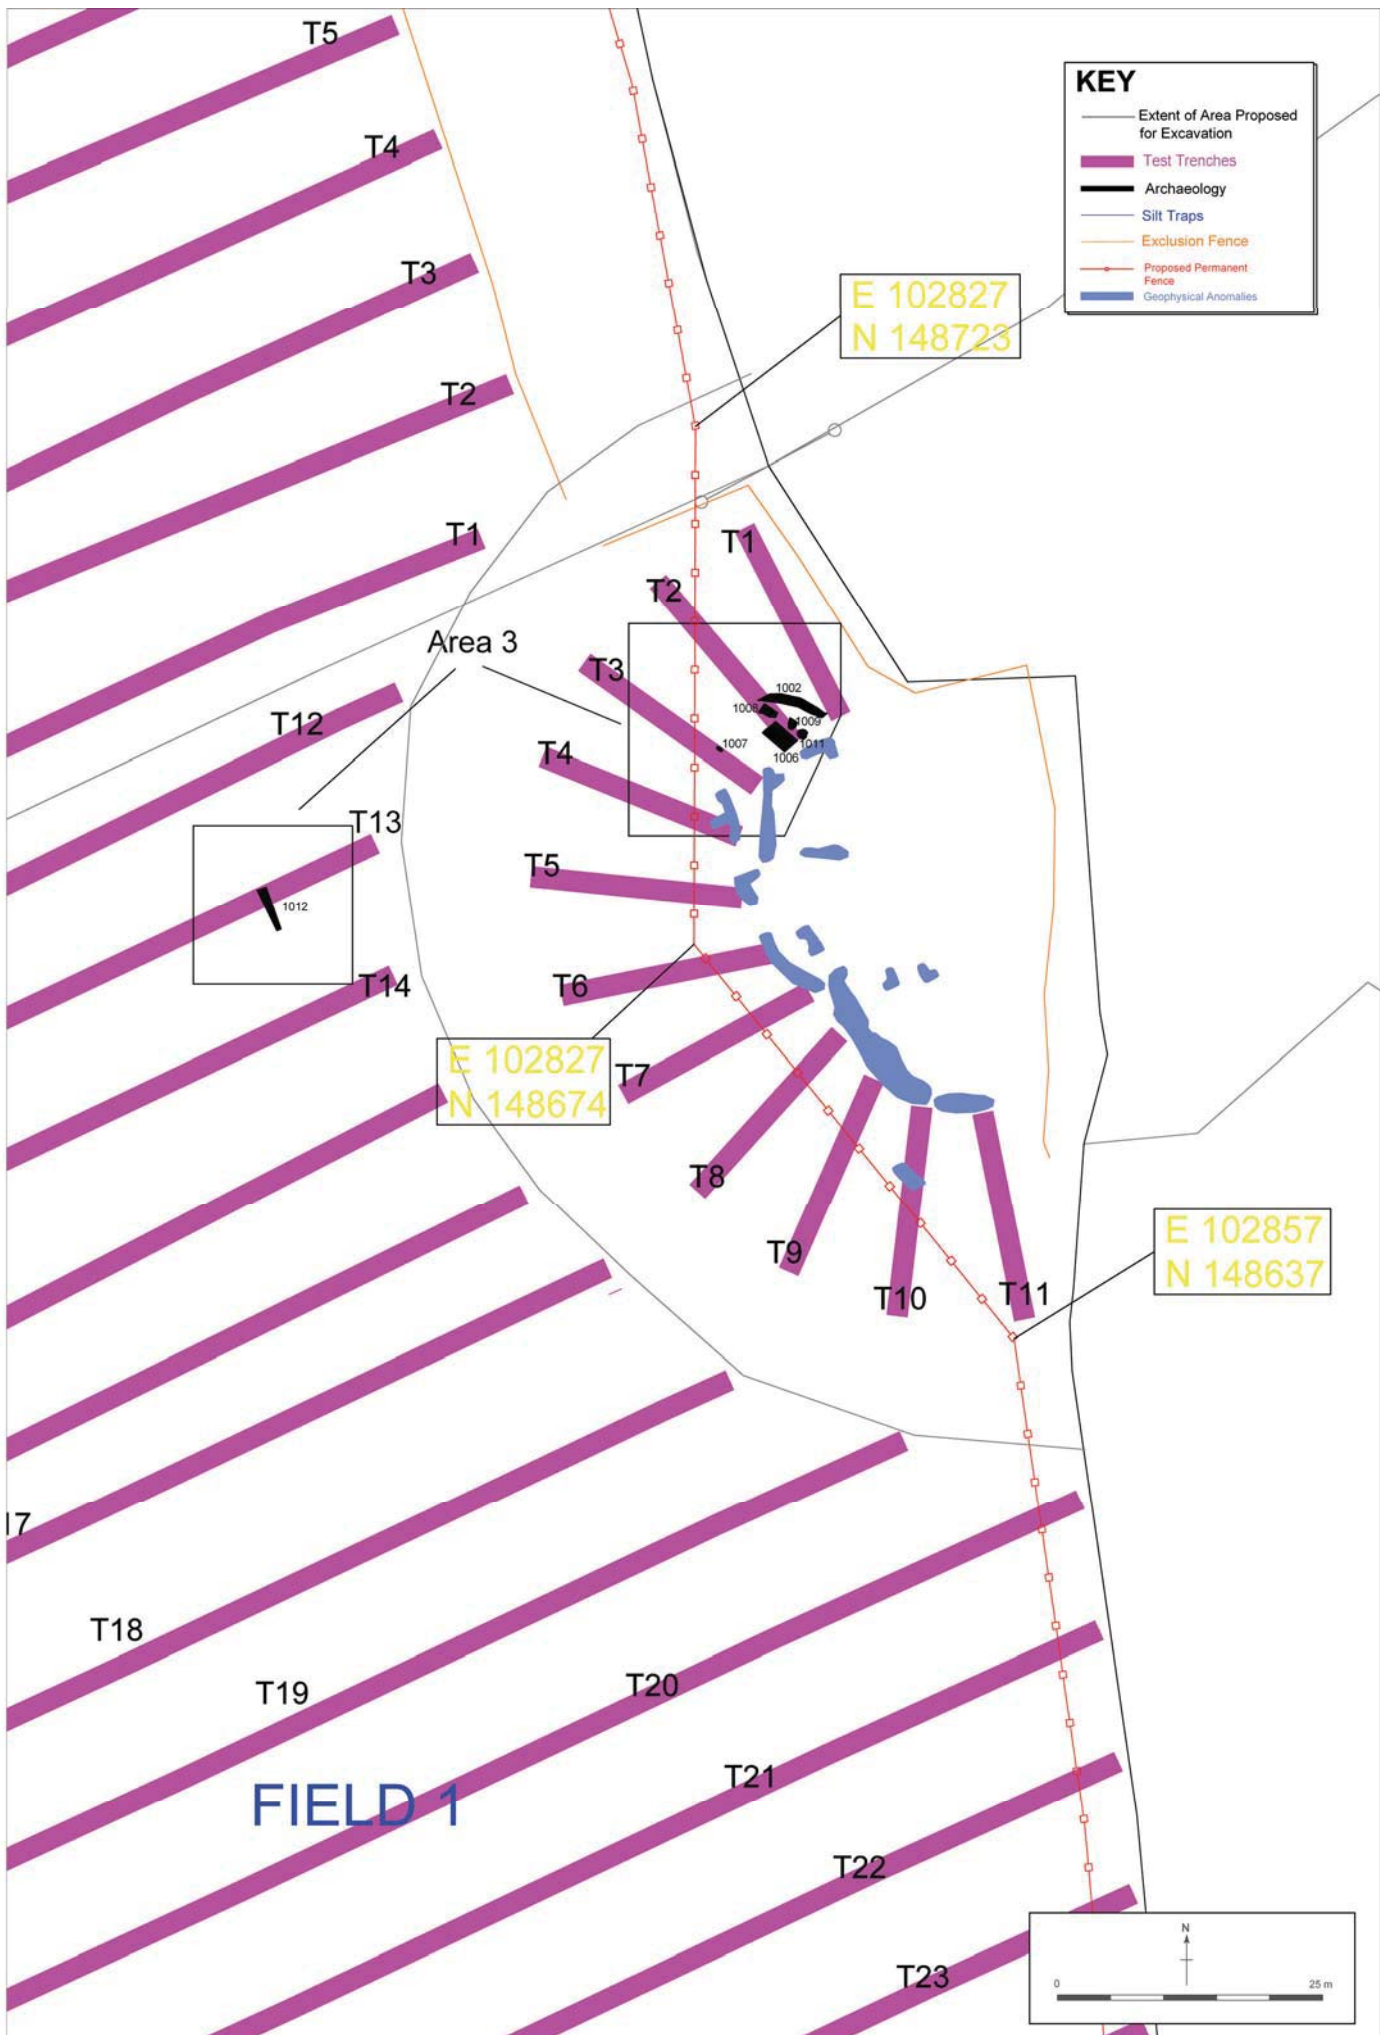 T5
KEY
Extent of Area Proposed
for Excavation
Test Trenches
Archaeology
Silt Traps
Exclusion Fence
Proposed Permanent
Fence
Geophysical Anomalies
T4
T3
E 102827
N 148723
T2
T1
T1
T2
Area 3
T3
1002
1008
1009
T12
1007
1011
1006
T4
T13
T5
1012
T14
T6
E 102827
N 148674
T7
T8
T9
E 102857
N 148637
T10
T11
17
T18
T19
T20
T21
FIELD 1
T22
T23
N
0
25 m